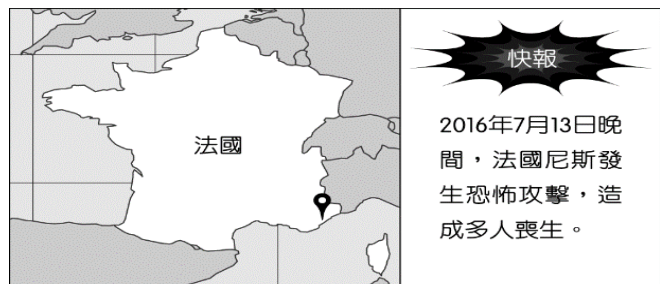 法國
快報
2016年7月13日晚
間，法國尼斯發
生恐怖攻擊，造
成多人喪生。